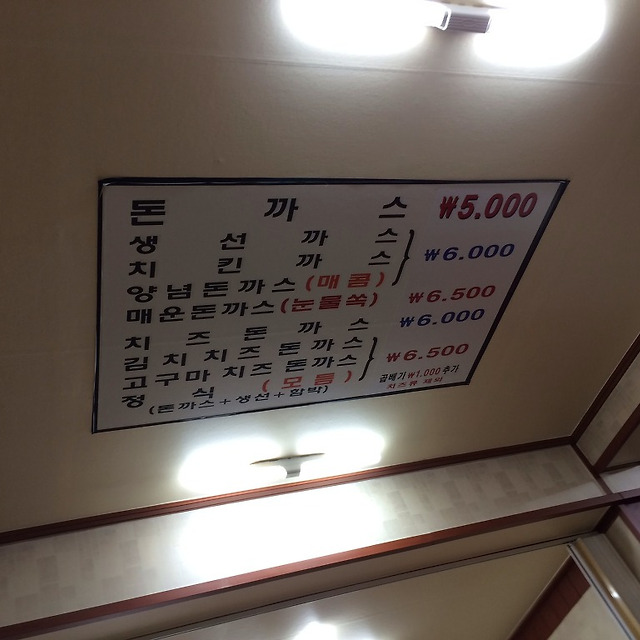 돈 까 스 ₩5.000
생 선 까 스
치 킨 까 스 ₩6.000
양념돈까스(매콤)
매운돈까스(눈물쏙) ₩6.500
치 즈 돈 까 스 ₩6.000
김 치 치 즈 돈 까 스
고구마 치즈 돈까스 ₩6.500
정 식 (모듬)
(돈까스+생선+함박)
곱배기₩1.000추가
치즈류 제외